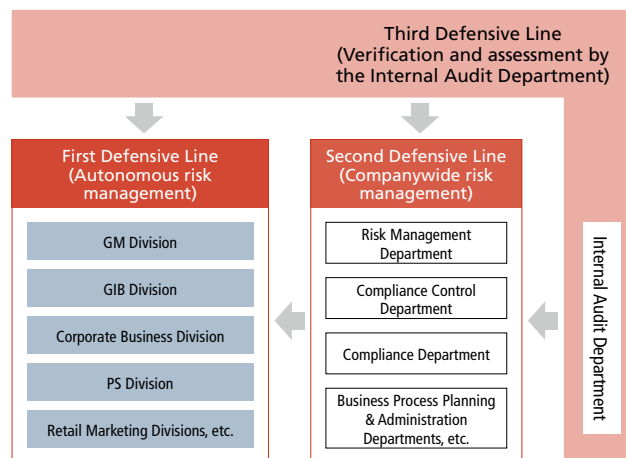 Third Defensive Line
(Verification and assessment by
the Internal Audit Department)
First Defensive Line
(Autonomous risk
management)
GM Division
GIB Division
Corporate Business Division
PS Division
Retail Marketing Divisions, etc.
Second Defensive Line
(Companywide risk
management)
Risk Management
Department
Compliance Control
Department
Compliance Department
Business Process Planning
& Administration
Departments, etc.
Internal Audit Department